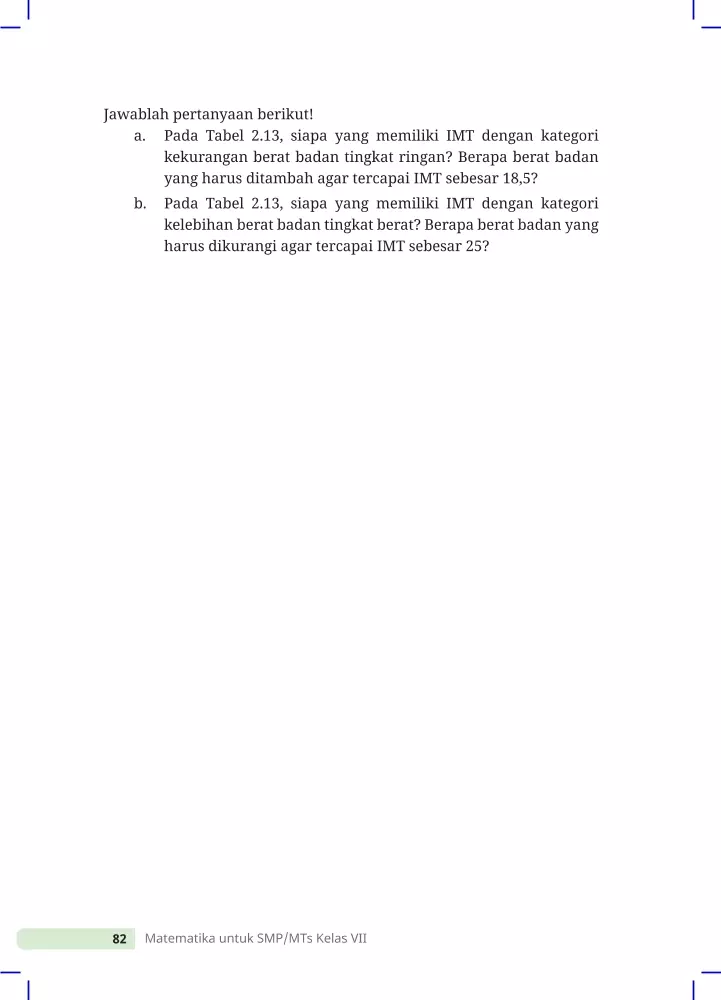 Jawablah pertanyaan berikut!
a. Pada Tabel 2.13, siapa yang memiliki IMT dengan kategori
kekurangan berat badan tingkat ringan? Berapa berat badan
yang harus ditambah agar tercapai IMT sebesar 18,5?
b. Pada Tabel 2.13, siapa yang memiliki IMT dengan kategori
kelebihan berat badan tingkat berat? Berapa berat badan yang
harus dikurangi agar tercapai IMT sebesar 25?
82 Matematika untuk SMP/MTs Kelas VII